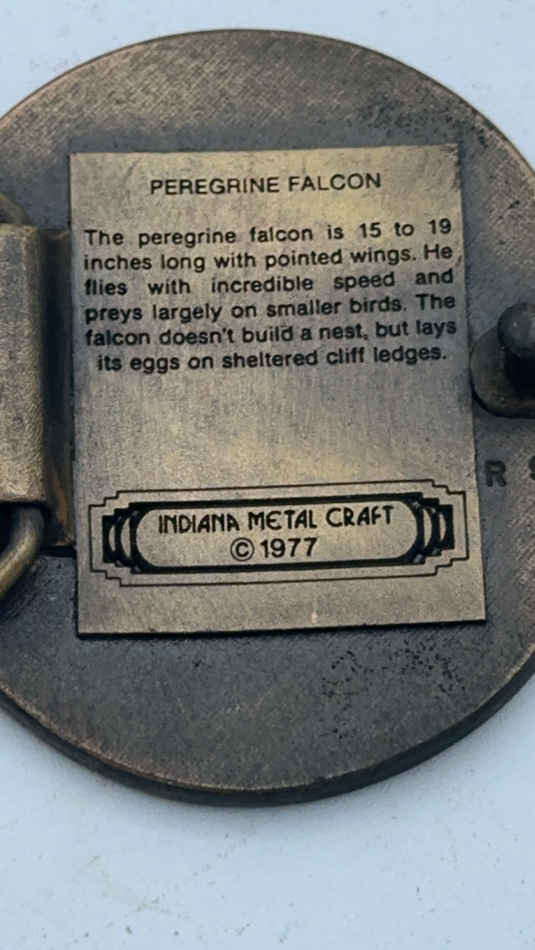 PEREGRINE FALCON
The peregrine falcon is 15 to 19
inches long with pointed wings. He
flies with incredible speed and
preys largely on smaller birds. The
falcon doesn't build a nest, but lays
its eggs on sheltered cliff ledges.
R
INDIANA METAL CRAFT
© 1977